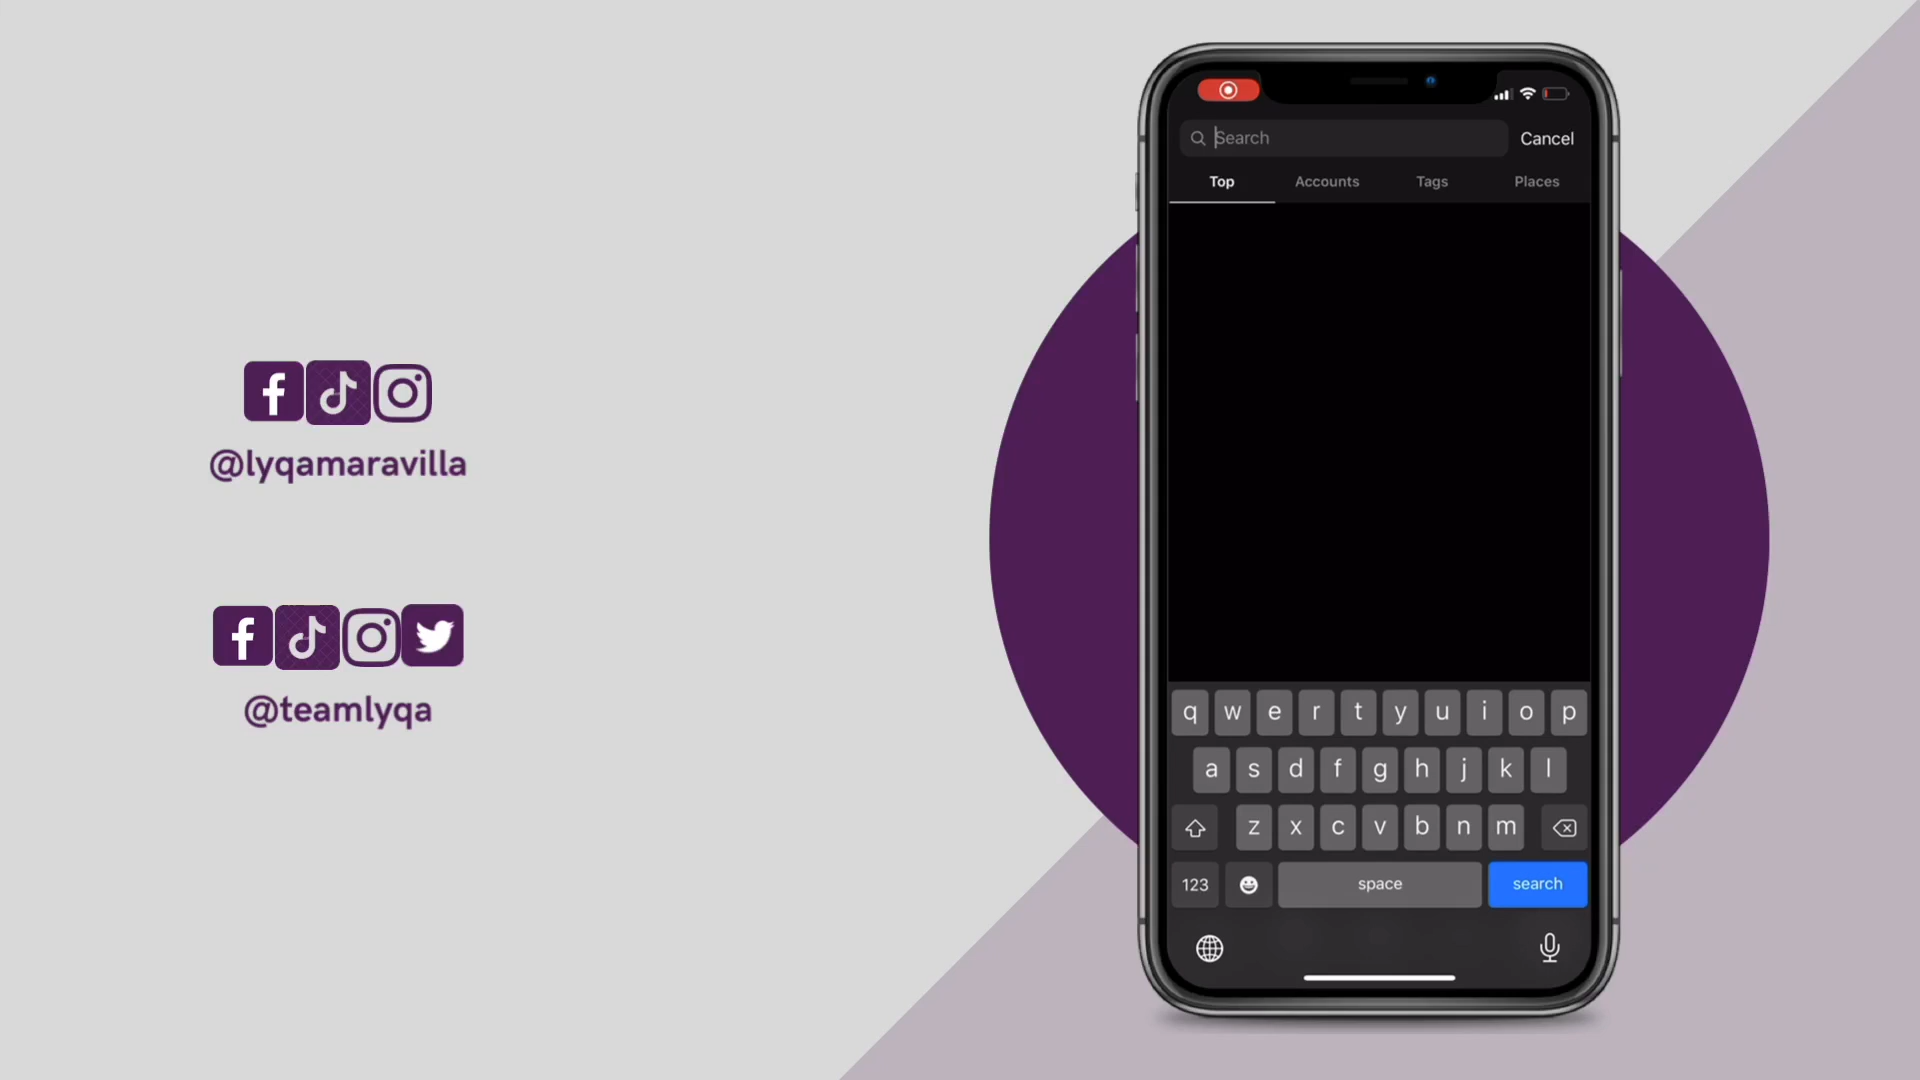 @lyqamaravilla
@teamlyqa
Search
Cancel
Top Accounts Tags Places
q w e r t y u i o p
a s d f g h j k l
z x c v b n m
123 space search